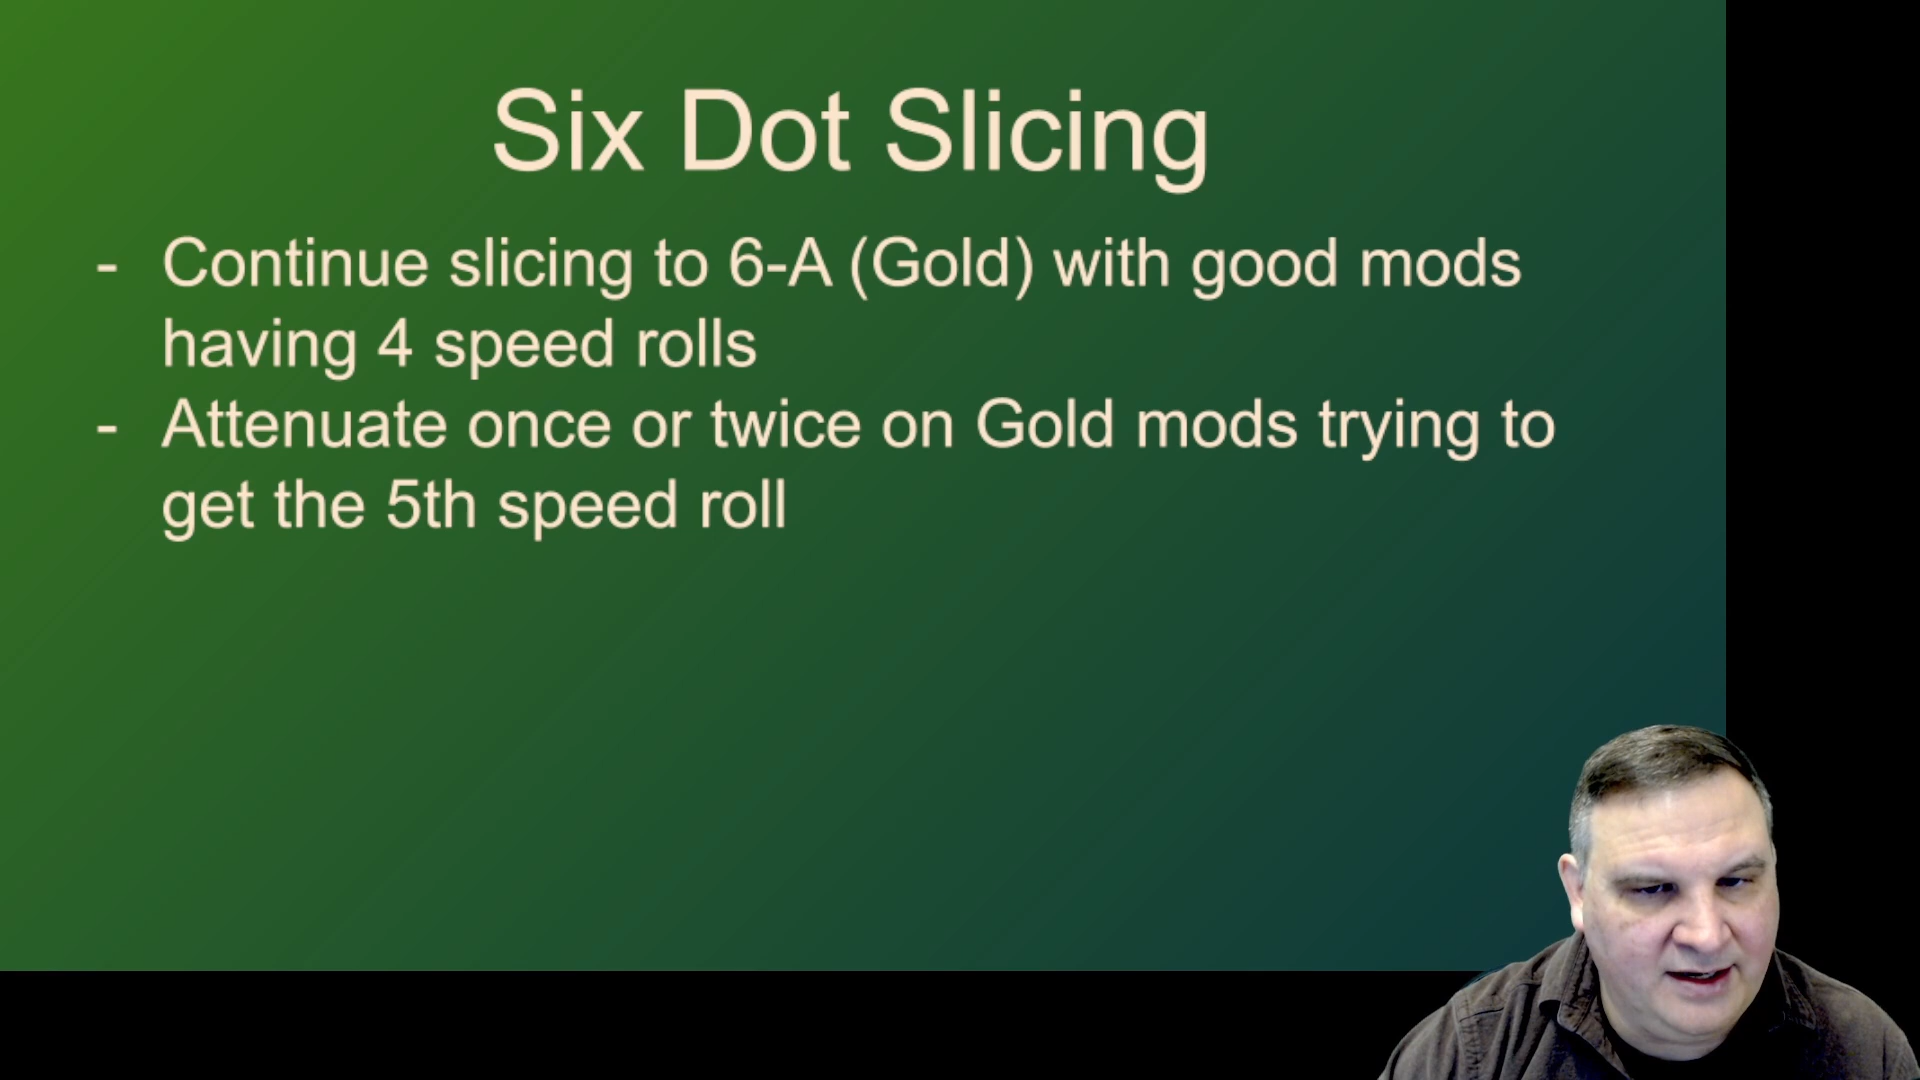 Six Dot Slicing
- Continue slicing to 6-A (Gold) with good mods
having 4 speed rolls
- Attenuate once or twice on Gold mods trying to
get the 5th speed roll